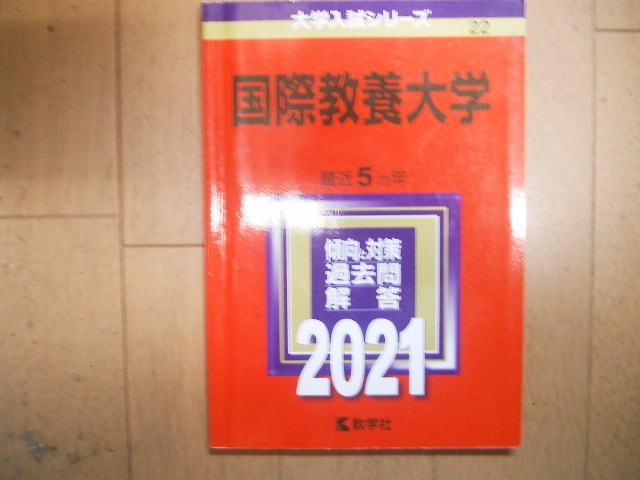 大学入試シリーズ
22
国際教養大学
最近5ヵ年
傾向と対策
過去問
解答
2021
教学社